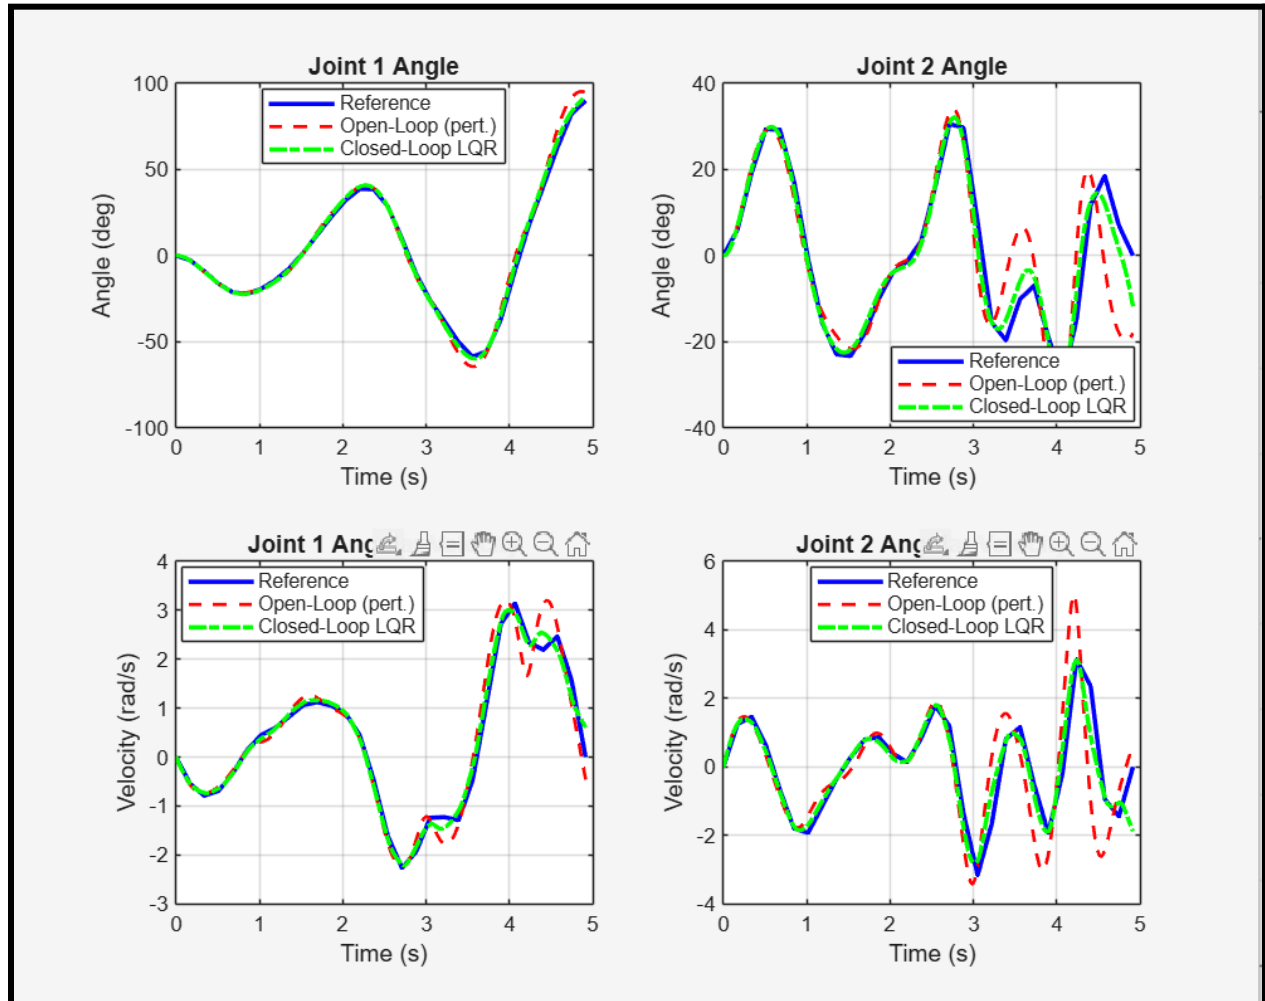 Joint 1 Angle
100
50
0
-50
-100
Angle (deg)
Reference
Open-Loop (pert.)
Closed-Loop LQR
0 1 2 3 4 5
Time (s)
Joint 2 Angle
40
20
0
-20
-40
Angle (deg)
Reference
Open-Loop (pert.)
Closed-Loop LQR
0 1 2 3 4 5
Time (s)
Joint 1 Ang
4
3
2
1
0
-1
-2
-3
Velocity (rad/s)
Reference
Open-Loop (pert.)
Closed-Loop LQR
0 1 2 3 4 5
Time (s)
Joint 2 Ang
6
4
2
0
-2
-4
Velocity (rad/s)
Reference
Open-Loop (pert.)
Closed-Loop LQR
0 1 2 3 4 5
Time (s)